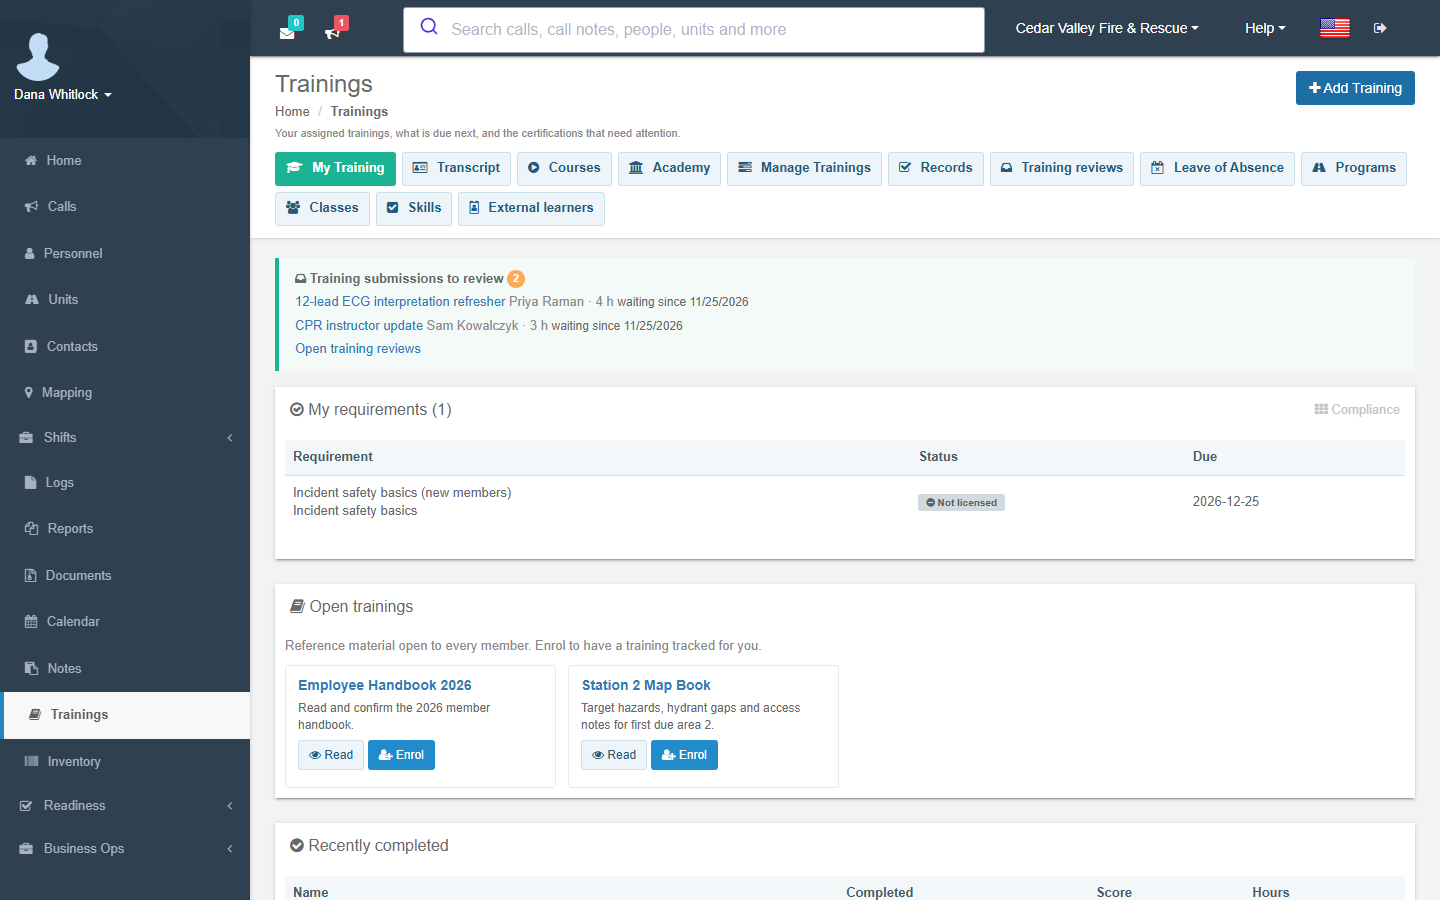 0
1
Search calls, call notes, people, units and more
Cedar Valley Fire & Rescue
Help
Dana Whitlock
Home
Calls
Personnel
Units
Contacts
Mapping
Shifts
Logs
Reports
Documents
Calendar
Notes
Trainings
Inventory
Readiness
Business Ops
Trainings
Add Training
Home / Trainings
Your assigned trainings, what is due next, and the certifications that need attention.
My Training
Transcript
Courses
Academy
Manage Trainings
Records
Training reviews
Leave of Absence
Programs
Classes
Skills
External learners
Training submissions to review 2
12-lead ECG interpretation refresher Priya Raman · 4 h waiting since 11/25/2026
CPR instructor update Sam Kowalczyk · 3 h waiting since 11/25/2026
Open training reviews
My requirements (1)
Compliance
Requirement Status Due
Incident safety basics (new members)
Incident safety basics
Not licensed
2026-12-25
Open trainings
Reference material open to every member. Enrol to have a training tracked for you.
Employee Handbook 2026
Read and confirm the 2026 member
handbook.
Read Enrol
Station 2 Map Book
Target hazards, hydrant gaps and access
notes for first due area 2.
Read Enrol
Recently completed
Name Completed Score Hours